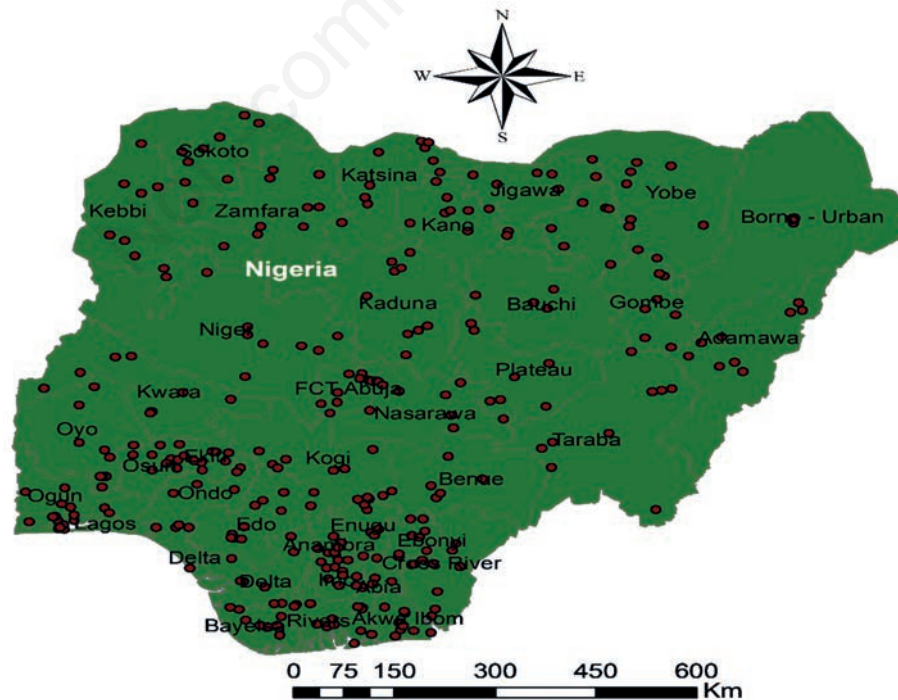 N
W E
S
Sokoto
Katsina
Jigawa
Yobe
Kebbi
Zamfara
Kano
Borno - Urban
Nigeria
Kaduna
Bauchi
Gombe
Niger
Adamawa
Plateau
Kwara
FCT Abuja
Nasarawa
Oyo
Taraba
Osun
Ekiti
Kogi
Benue
Ogun
Ondo
Lagos
Edo
Enugu
Anambra
Ebonyi
Delta
Cross River
Delta
Imo
Abia
Bayelsa
Rivers
Akwa Ibom
0 75 150 300 450 600
Km